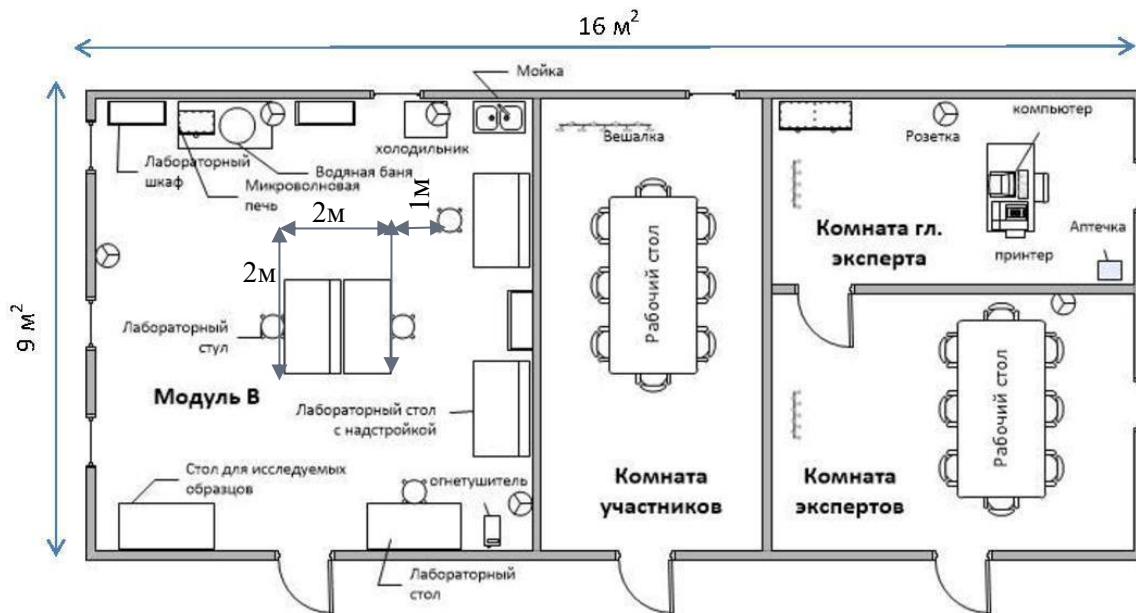 16 м²
9 м²
Мойка
Лабораторный
шкаф
Водяная баня
Микроволновая
печь
холодильник
1м
2м
2м
Лабораторный
стул
Модуль В
Лабораторный стол
с надстройкой
Стол для исследуемых
образцов
огнетушитель
Лабораторный
стол
Вешалка
Рабочий стол
Комната
участников
компьютер
Розетка
Комната гл.
эксперта
Аптечка
принтер
Рабочий стол
Комната
экспертов